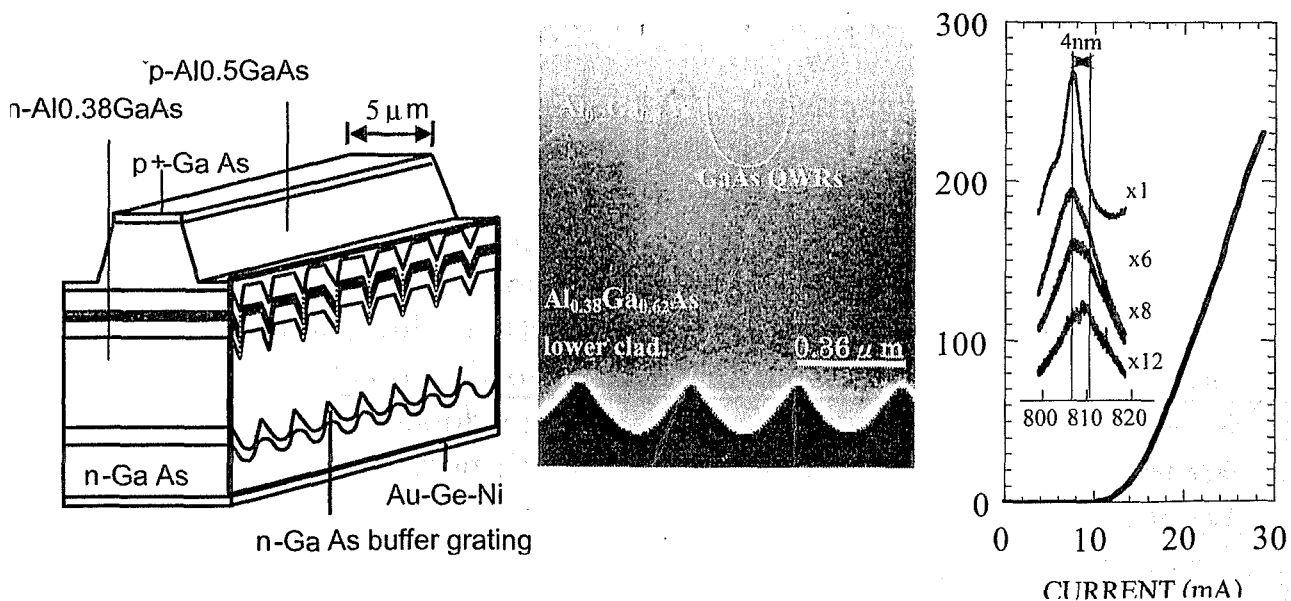 p-Al0.5GaAs
n-Al0.38GaAs
5 μm
p+-Ga As
n-Ga As
Au-Ge-Ni
n-Ga As buffer grating
GaAs QWRs
Al0.38Ga0.62As
lower clad.
0.36 μm
300
200
100
0
4nm
x1
x6
x8
x12
800 810 820
0 10 20 30
CURRENT (mA)